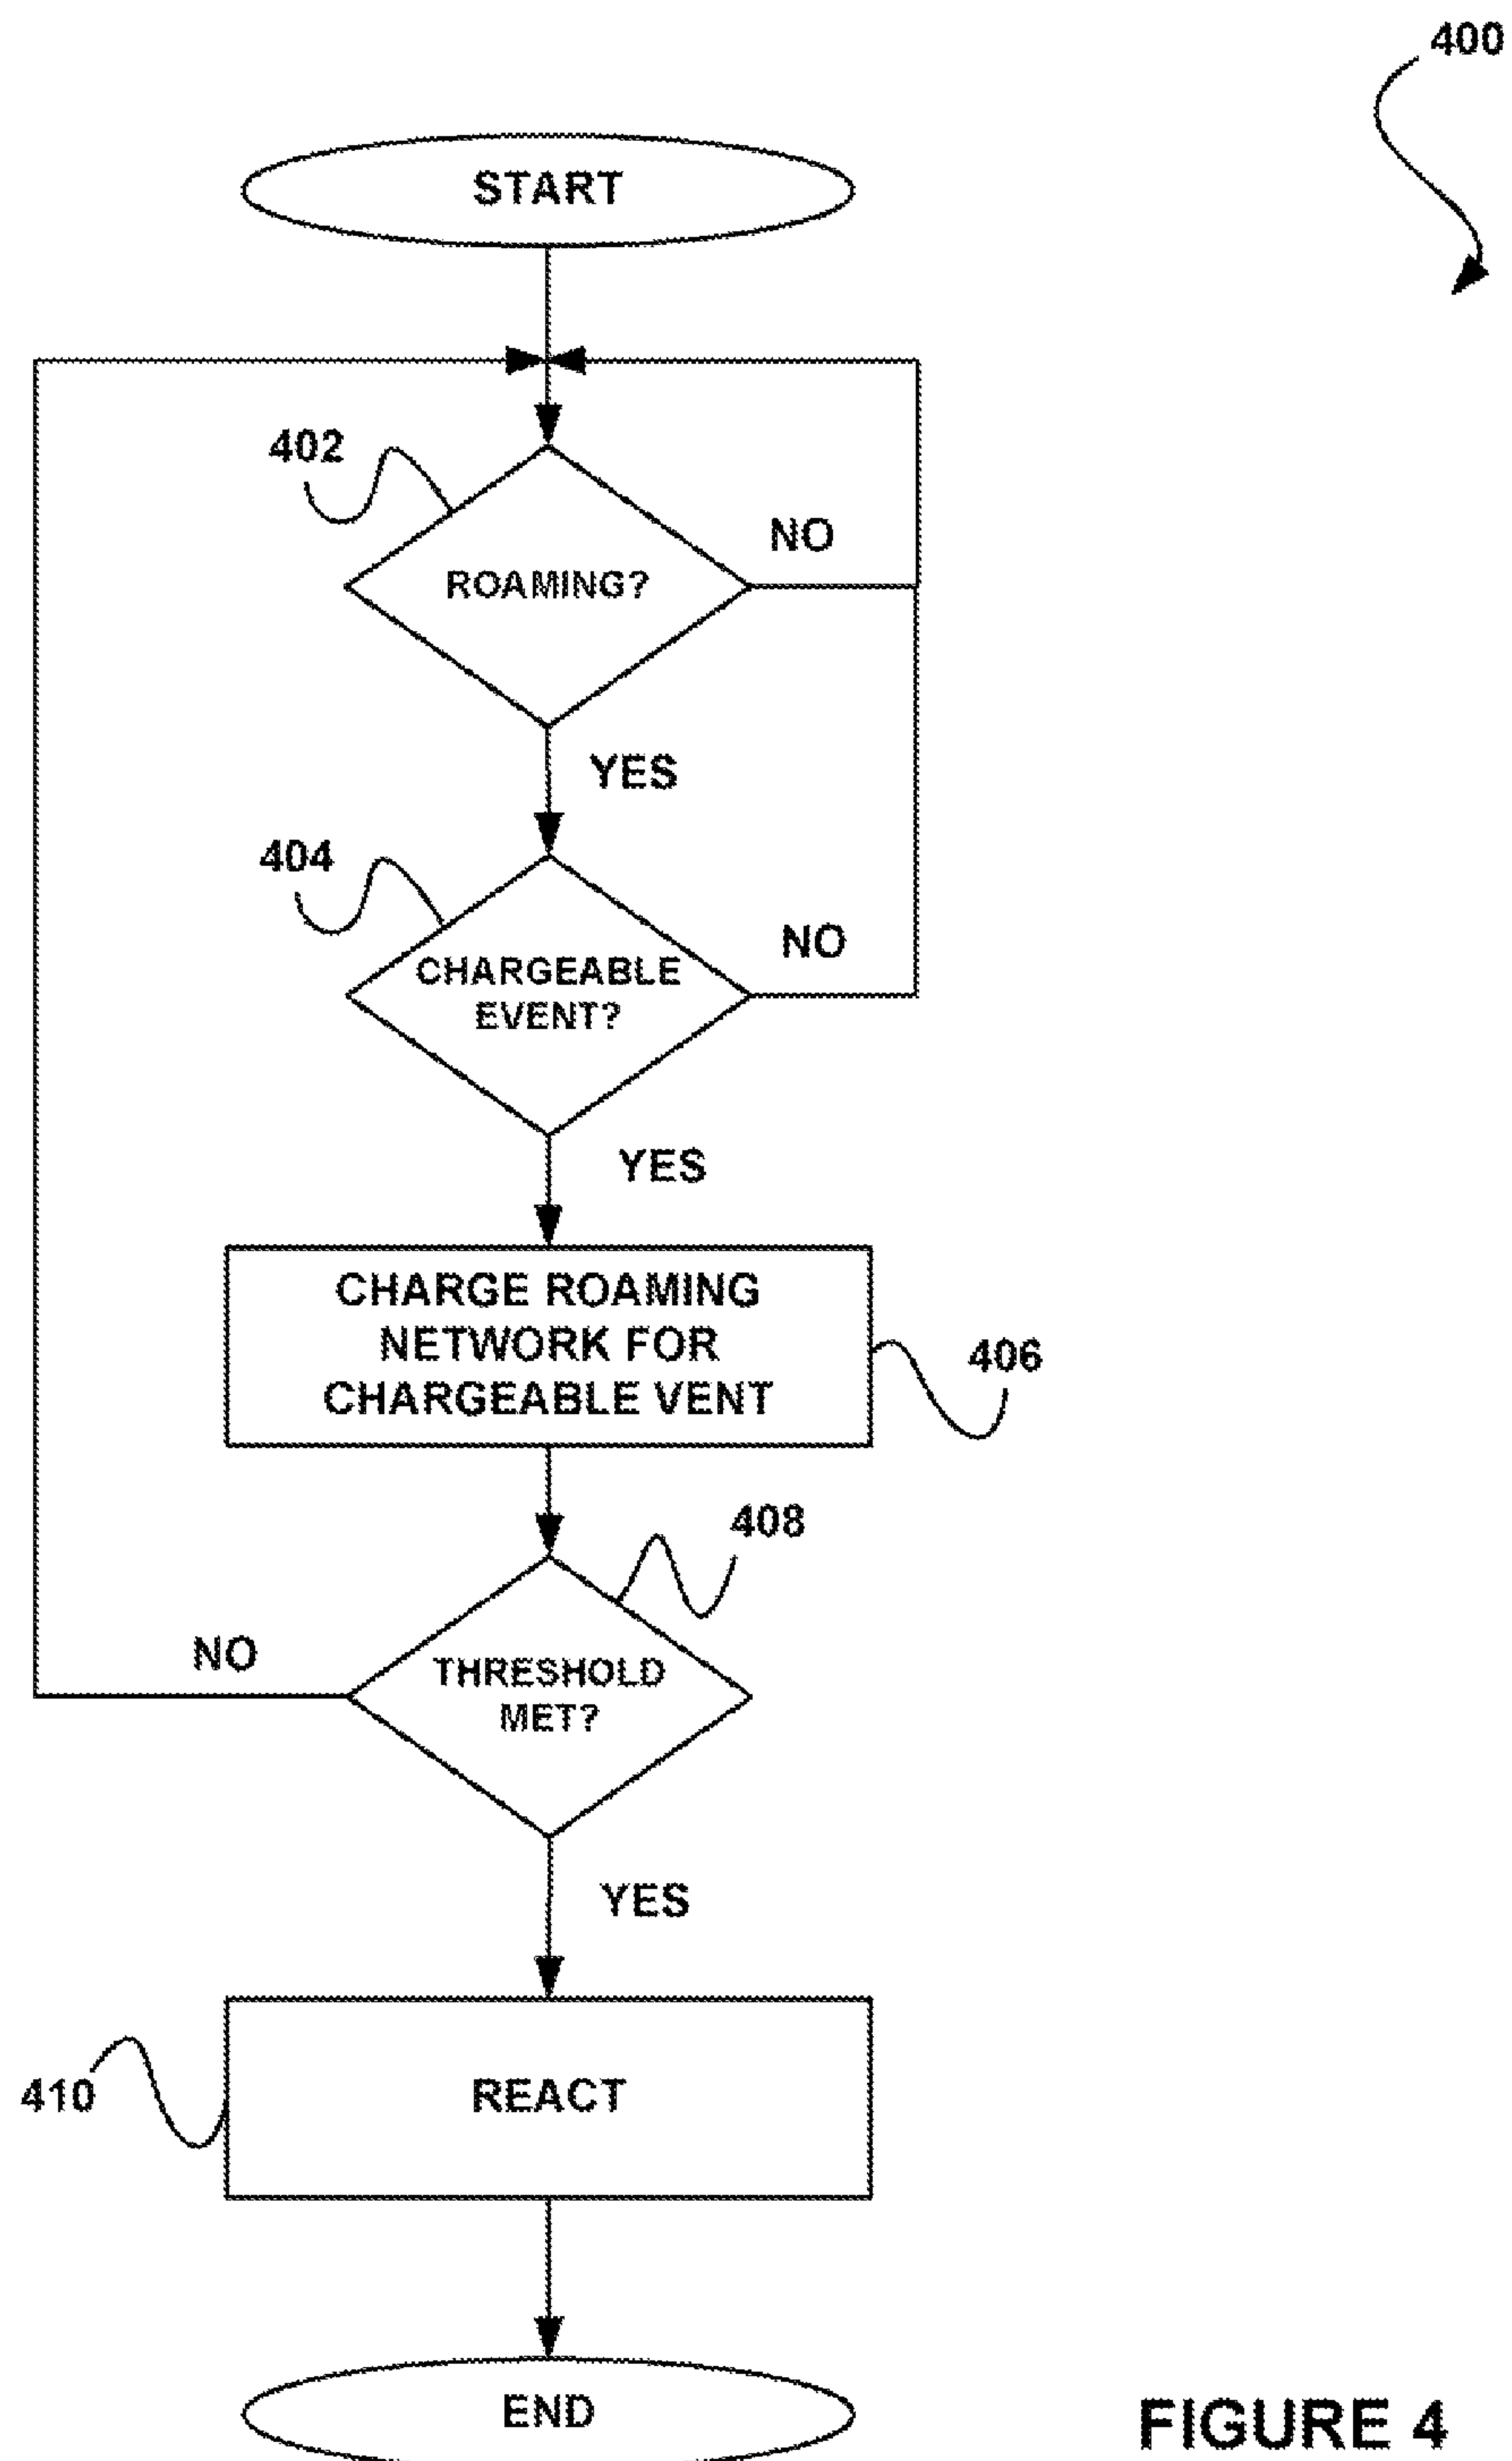 400
START
402
NO
ROAMING?
YES
404
NO
CHARGEABLE
EVENT?
YES
CHARGE ROAMING
NETWORK FOR
CHARGEABLE VENT
406
408
NO
THRESHOLD
MET?
YES
410
REACT
END
FIGURE 4